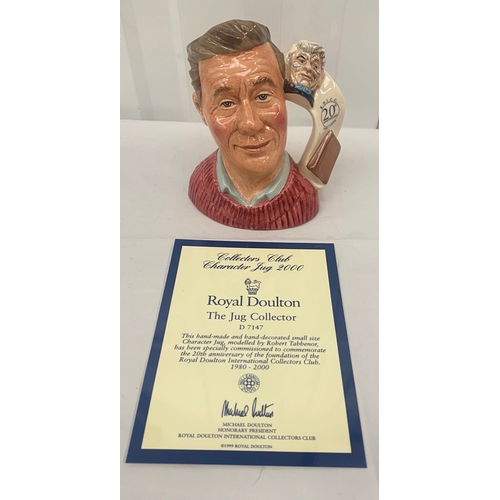 20
Collectors Club
Character Jug 2000
Royal Doulton
The Jug Collector
D 7147
This hand-made and hand-decorated small size
Character Jug, modelled by Robert Tabbenor,
has been specially commissioned to commemorate
the 20th anniversary of the foundation of the
Royal Doulton International Collectors Club.
1980 - 2000
Michael Doulton
MICHAEL DOULTON
HONORARY PRESIDENT
ROYAL DOULTON INTERNATIONAL COLLECTORS CLUB
©1999 ROYAL DOULTON